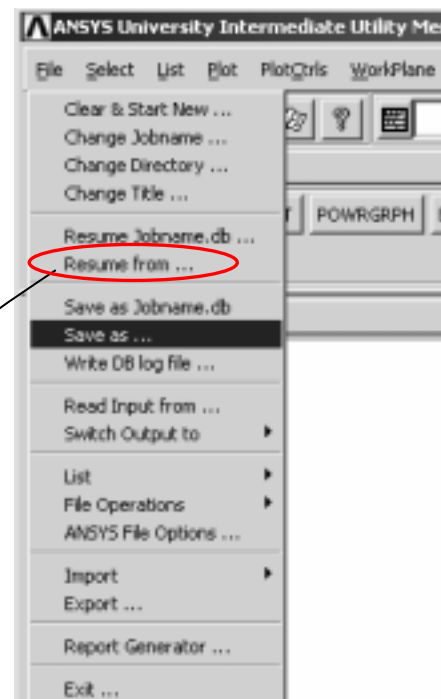 ANSYS University Intermediate Utility Me
File Select List Plot PlotCtrls WorkPlane
Clear & Start New ...
Change Jobname ...
Change Directory ...
Change Title ...
POWRGRPH
Resume Jobname.db ...
Resume from ...
Save as Jobname.db
Save as ...
Write DB log file ...
Read Input from ...
Switch Output to
List
File Operations
ANSYS File Options ...
Import
Export ...
Report Generator ...
Exit ...